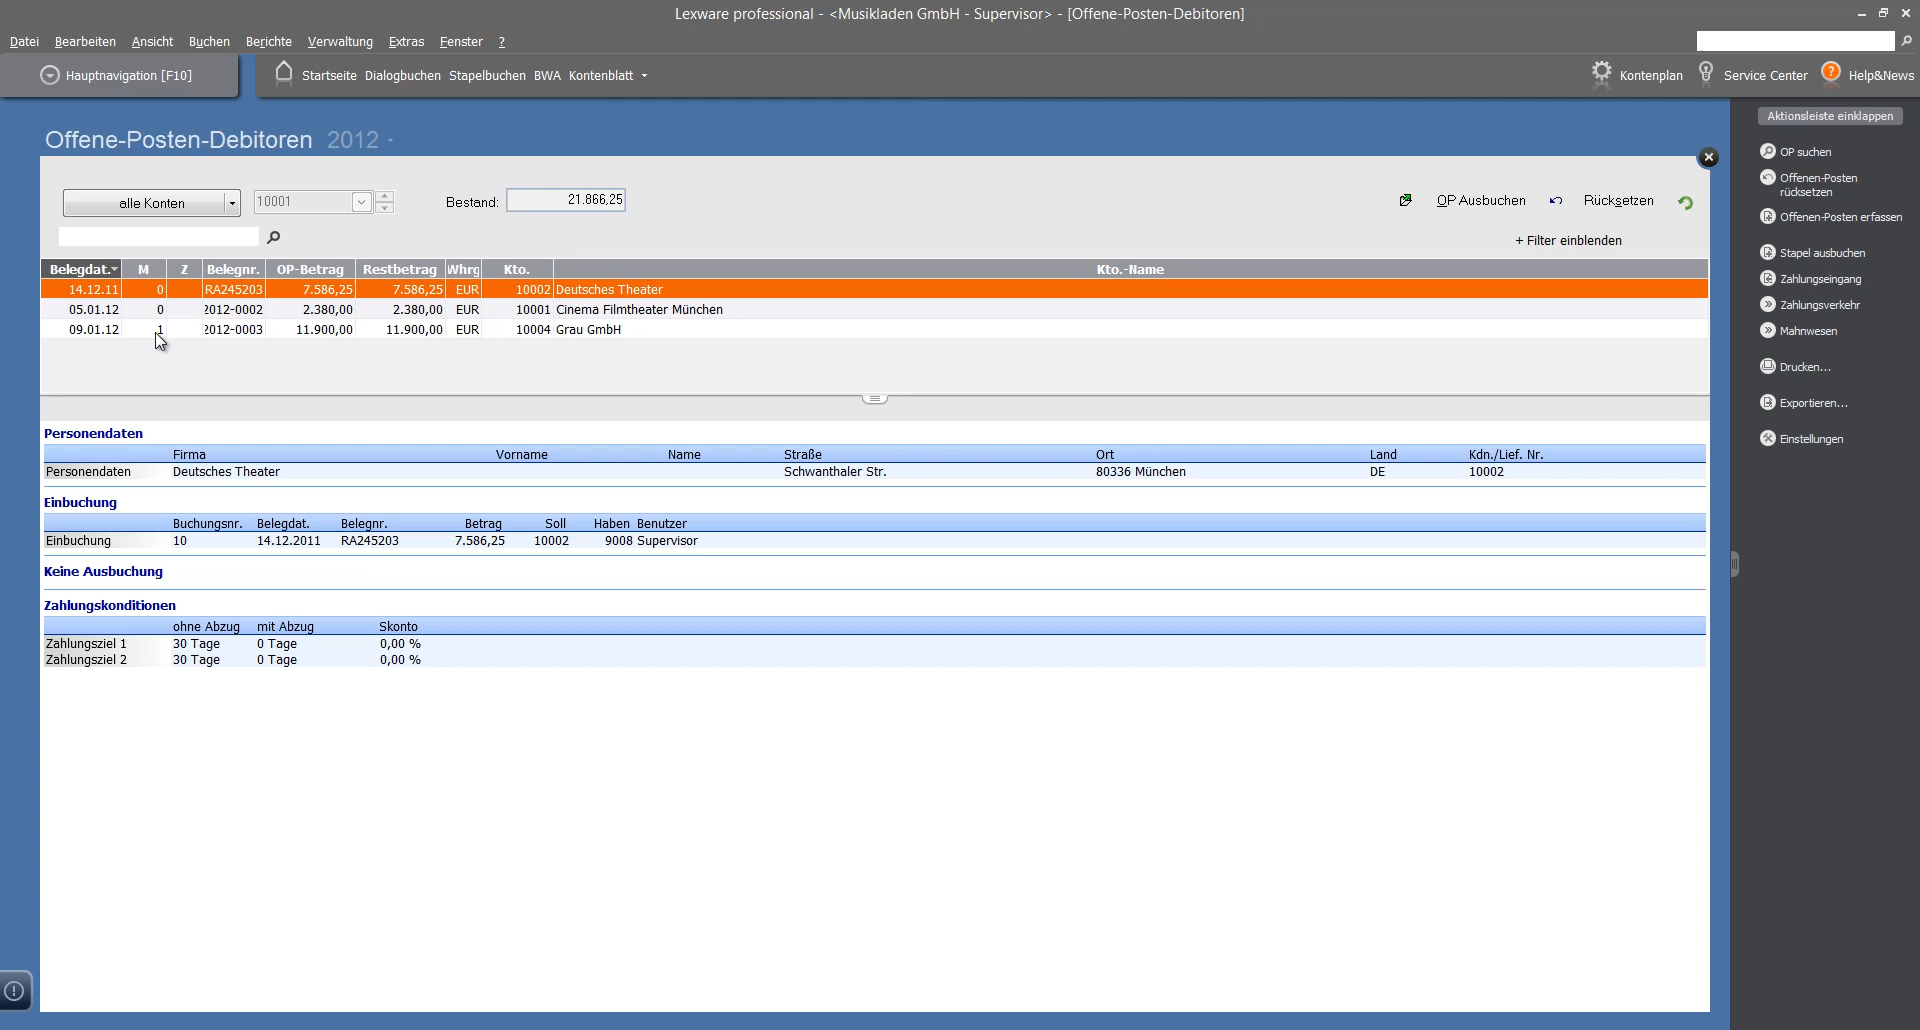 Lexware professional - <Musikladen GmbH - Supervisor> - [Offene-Posten-Debitoren]
Datei Bearbeiten Ansicht Buchen Berichte Verwaltung Extras Fenster ?
Hauptnavigation [F10] Startseite Dialogbuchen Stapelbuchen BWA Kontenblatt Kontenplan Service Center ? Help&News
Offene-Posten-Debitoren 2012
alle Konten 10001 Bestand: 21.866,25 OP Ausbuchen Rücksetzen
+ Filter einblenden
Belegdat. M Z Belegnr. OP-Betrag Restbetrag Whrg Kto. Kto.-Name
14.12.11 0 RA245203 7.586,25 7.586,25 EUR 10002 Deutsches Theater
05.01.12 0 2012-0002 2.380,00 2.380,00 EUR 10001 Cinema Filmtheater München
09.01.12 1 2012-0003 11.900,00 11.900,00 EUR 10004 Grau GmbH
Personendaten
Firma Vorname Name Straße Ort Land Kdn./Lief. Nr.
Personendaten Deutsches Theater Schwanthaler Str. 80336 München DE 10002
Einbuchung
Buchungsnr. Belegdat. Belegnr. Betrag Soll Haben Benutzer
Einbuchung 10 14.12.2011 RA245203 7.586,25 10002 9008 Supervisor
Keine Ausbuchung
Zahlungskonditionen
ohne Abzug mit Abzug Skonto
Zahlungsziel 1 30 Tage 0 Tage 0,00 %
Zahlungsziel 2 30 Tage 0 Tage 0,00 %
Aktionsleiste einklappen
OP suchen
Offenen-Posten
rücksetzen
Offenen-Posten erfassen
Stapel ausbuchen
Zahlungseingang
Zahlungsverkehr
Mahnwesen
Drucken...
Exportieren...
Einstellungen